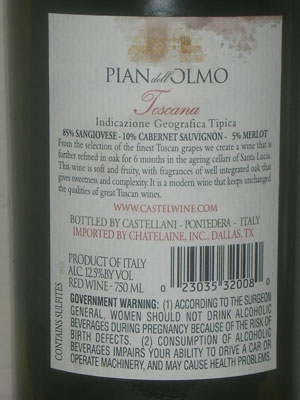 PIAN dell'OLMO
Toscana
Indicazione Geografica Tipica
85% SANGIOVESE - 10% CABERNET SAUVIGNON - 5% MERLOT
From the selection of the finest Tuscan grapes we create a wine that is
further refined in oak for 6 months in the ageing cellars of Santa Lucia.
This wine is soft and fruity, with fragrances of well integrated oak that
gives sweetness and complexity. It is a modern wine that keeps unchanged
the qualities of great Tuscan wines.
WWW.CASTELWINE.COM
BOTTLED BY CASTELLANI - PONTEDERA - ITALY
IMPORTED BY CHATELAINE, INC., DALLAS, TX
PRODUCT OF ITALY
ALC 12.5% BY VOL
RED WINE - 750 ML
0 23035 32008 0
CONTAINS SULFITES
GOVERNMENT WARNING: (1) ACCORDING TO THE SURGEON
GENERAL, WOMEN SHOULD NOT DRINK ALCOHOLIC
BEVERAGES DURING PREGNANCY BECAUSE OF THE RISK OF
BIRTH DEFECTS. (2) CONSUMPTION OF ALCOHOLIC
BEVERAGES IMPAIRS YOUR ABILITY TO DRIVE A CAR OR
OPERATE MACHINERY, AND MAY CAUSE HEALTH PROBLEMS.